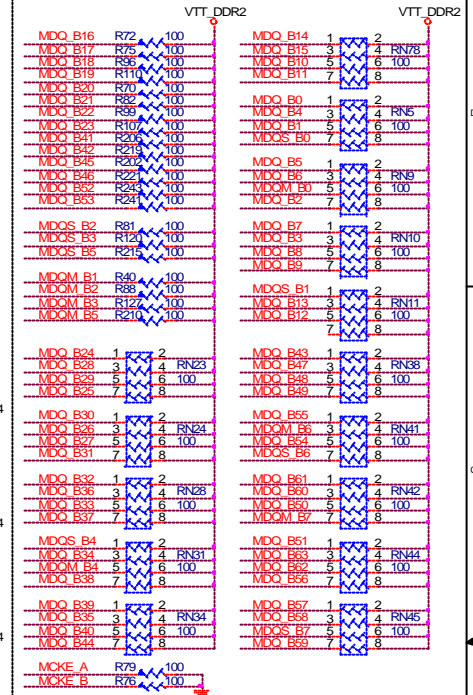 VTT_DDR2
MDQ_B16 R72 100
MDQ_B17 R75 100
MDQ_B18 R96 100
MDQ_B19 R110 100
MDQ_B20 R70 100
MDQ_B21 R82 100
MDQ_B22 R99 100
MDQ_B23 R107 100
MDQ_B41 R206 100
MDQ_B42 R219 100
MDQ_B45 R202 100
MDQ_B46 R221 100
MDQ_B52 R243 100
MDQ_B53 R241 100
MDQS_B2 R81 100
MDQS_B3 R120 100
MDQS_B5 R215 100
MDQM_B1 R40 100
MDQM_B2 R88 100
MDQM_B3 R127 100
MDQM_B5 R210 100
MDQ_B24 1 2
MDQ_B28 3 4 RN23
MDQ_B29 5 6 100
MDQ_B25 7 8
MDQ_B30 1 2
MDQ_B26 3 4 RN24
MDQ_B27 5 6 100
MDQ_B31 7 8
MDQ_B32 1 2
MDQ_B36 3 4 RN28
MDQ_B33 5 6 100
MDQ_B37 7 8
MDQS_B4 1 2
MDQ_B34 3 4 RN31
MDQM_B4 5 6 100
MDQ_B38 7 8
MDQ_B39 1 2
MDQ_B35 3 4 RN34
MDQ_B40 5 6 100
MDQ_B44 7 8
MCKE_A R79 100
MCKE_B R76 100
VTT_DDR2
MDQ_B14 1 2
MDQ_B15 3 4 RN78
MDQ_B10 5 6 100
MDQ_B11 7 8
MDQ_B0 1 2
MDQ_B4 3 4 RN5
MDQ_B1 5 6 100
MDQS_B0 7 8
MDQ_B5 1 2
MDQ_B6 3 4 RN9
MDQM_B0 5 6 100
MDQ_B2 7 8
MDQ_B7 1 2
MDQ_B3 3 4 RN10
MDQ_B8 5 6 100
MDQ_B9 7 8
MDQS_B1 1 2
MDQ_B13 3 4 RN11
MDQ_B12 5 6 100
7 8
MDQ_B43 1 2
MDQ_B47 3 4 RN38
MDQ_B48 5 6 100
MDQ_B49 7 8
MDQ_B55 1 2
MDQM_B6 3 4 RN41
MDQ_B54 5 6 100
MDQS_B6 7 8
MDQ_B61 1 2
MDQ_B60 3 4 RN42
MDQ_B50 5 6 100
MDQM_B7 7 8
MDQ_B51 1 2
MDQ_B63 3 4 RN44
MDQ_B62 5 6 100
MDQ_B56 7 8
MDQ_B57 1 2
MDQ_B58 3 4 RN45
MDQS_B7 5 6 100
MDQ_B59 7 8